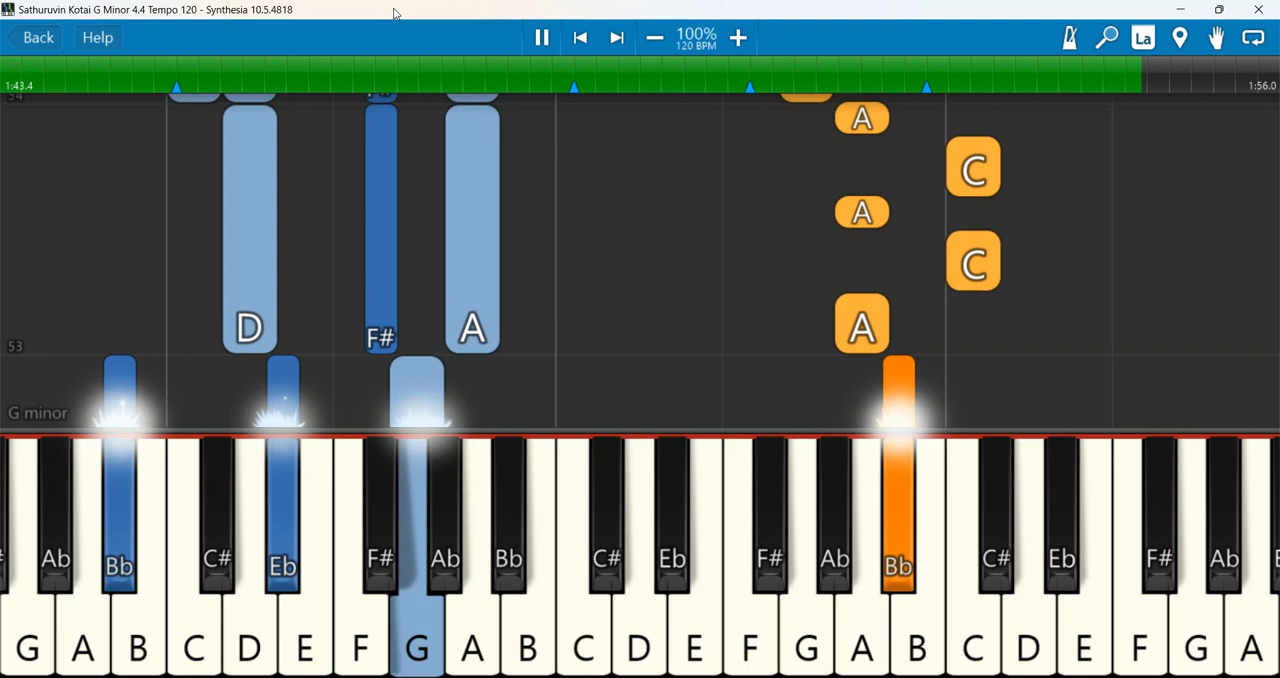 Sathuruvin Kotai G Minor 4.4 Tempo 120 - Synthesia 10.5.4818
Back Help 100% La
120 BPM
1:43.4 1:56.0
54
A
C
A
C
D F# A A
53
G minor
Ab Bb C# Eb F# Ab Bb C# Eb F# Ab Bb C# Eb F# Ab
G A B C D E F G A B C D E F G A B C D E F G A